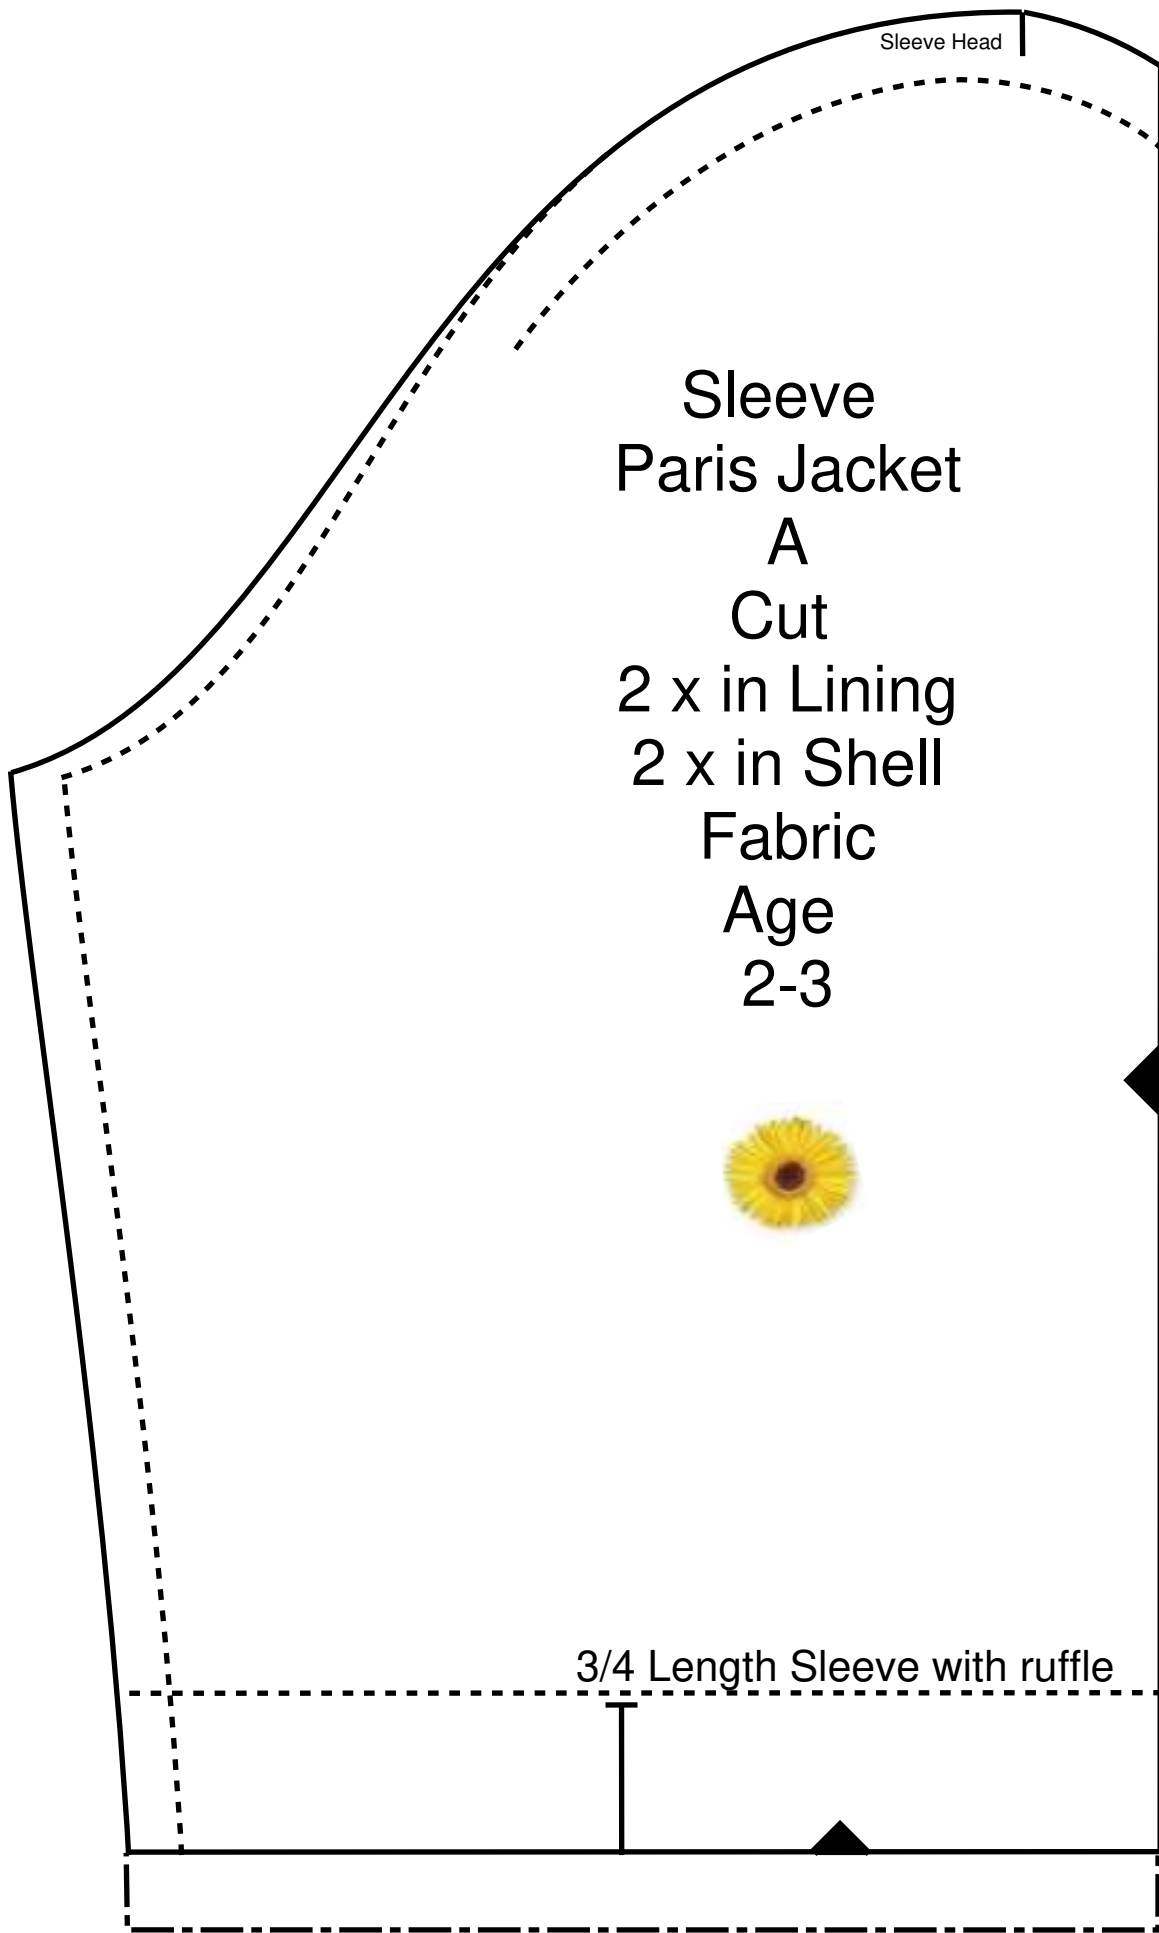 Sleeve Head
Sleeve
Paris Jacket
A
Cut
2 x in Lining
2 x in Shell
Fabric
Age
2-3
3/4 Length Sleeve with ruffle